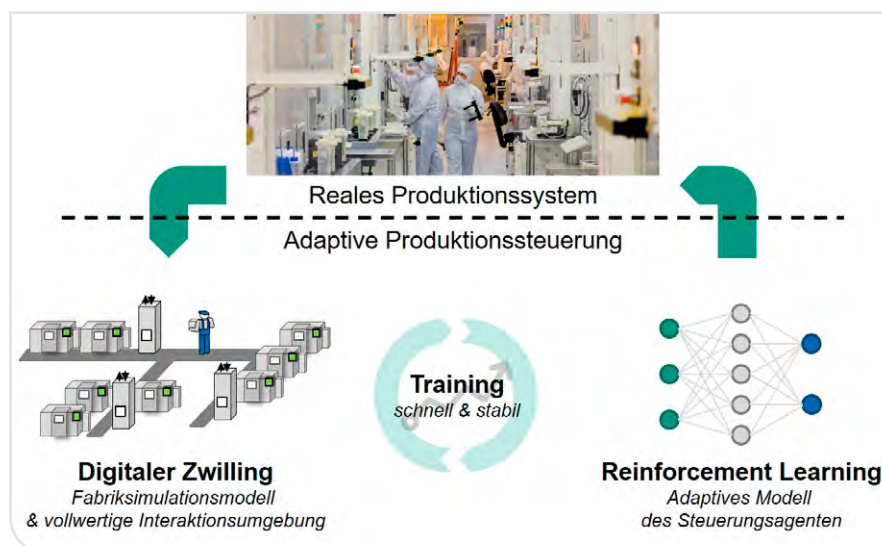 Reales Produktionssystem
Adaptive Produktionssteuerung
Training
schnell & stabil
Digitaler Zwilling
Fabriksimulationsmodell
& vollwertige Interaktionsumgebung
Reinforcement Learning
Adaptives Modell
des Steuerungsagenten